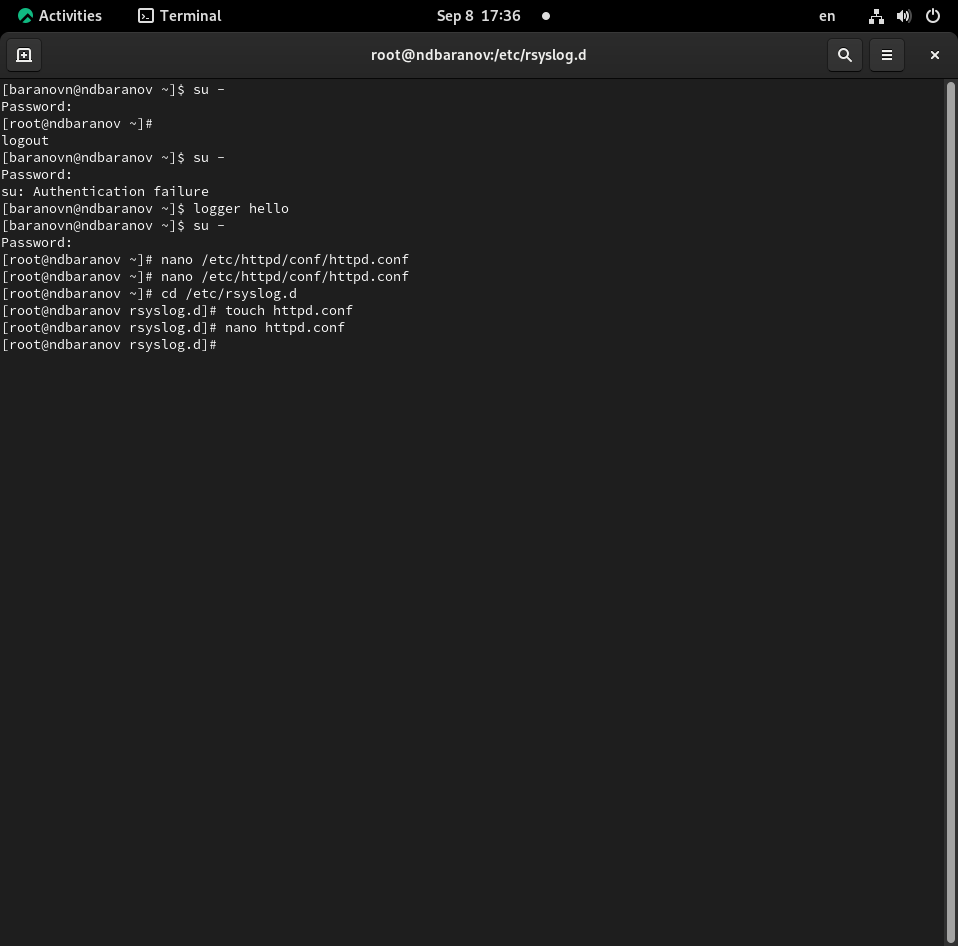 Activities Terminal Sep 8 17:36 en
root@ndbaranov:/etc/rsyslog.d
[baranovn@ndbaranov ~]$ su -
Password:
[root@ndbaranov ~]#
logout
[baranovn@ndbaranov ~]$ su -
Password:
su: Authentication failure
[baranovn@ndbaranov ~]$ logger hello
[baranovn@ndbaranov ~]$ su -
Password:
[root@ndbaranov ~]# nano /etc/httpd/conf/httpd.conf
[root@ndbaranov ~]# nano /etc/httpd/conf/httpd.conf
[root@ndbaranov ~]# cd /etc/rsyslog.d
[root@ndbaranov rsyslog.d]# touch httpd.conf
[root@ndbaranov rsyslog.d]# nano httpd.conf
[root@ndbaranov rsyslog.d]#